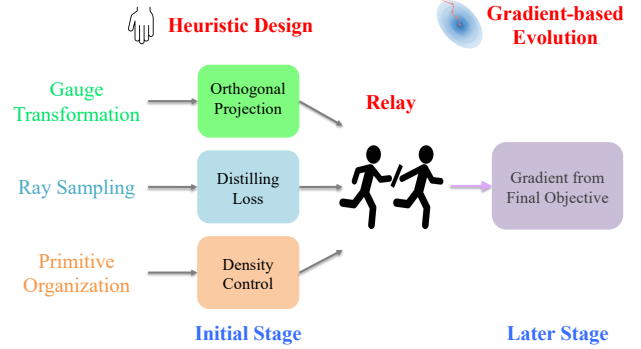 Heuristic Design
Gradient-based
Evolution
Gauge
Transformation
Orthogonal
Projection
Relay
Ray Sampling
Distilling
Loss
Gradient from
Final Objective
Primitive
Organization
Density
Control
Initial Stage
Later Stage